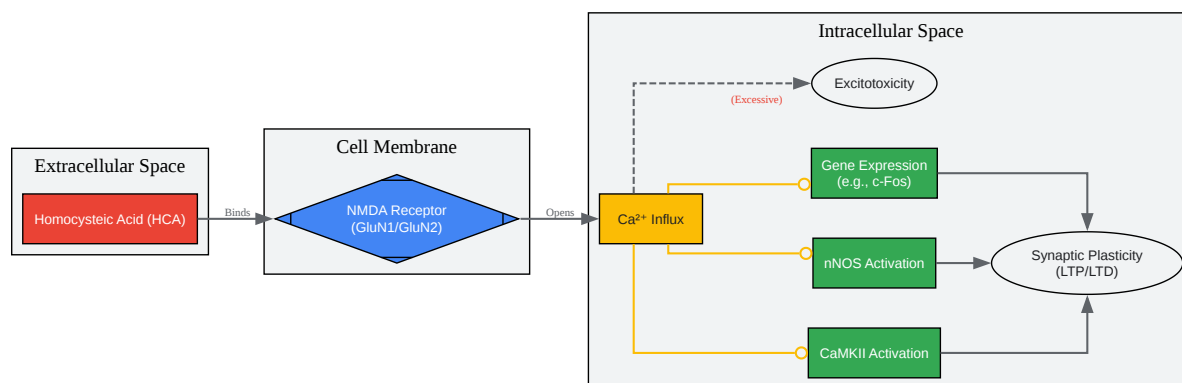 Extracellular Space
Homocysteic Acid (HCA)
Binds
Cell Membrane
NMDA Receptor
(GluN1/GluN2)
Opens
Intracellular Space
Ca²⁺ Influx
(Excessive)
Excitotoxicity
Gene Expression
(e.g., c-Fos)
nNOS Activation
CaMKII Activation
Synaptic Plasticity
(LTP/LTD)